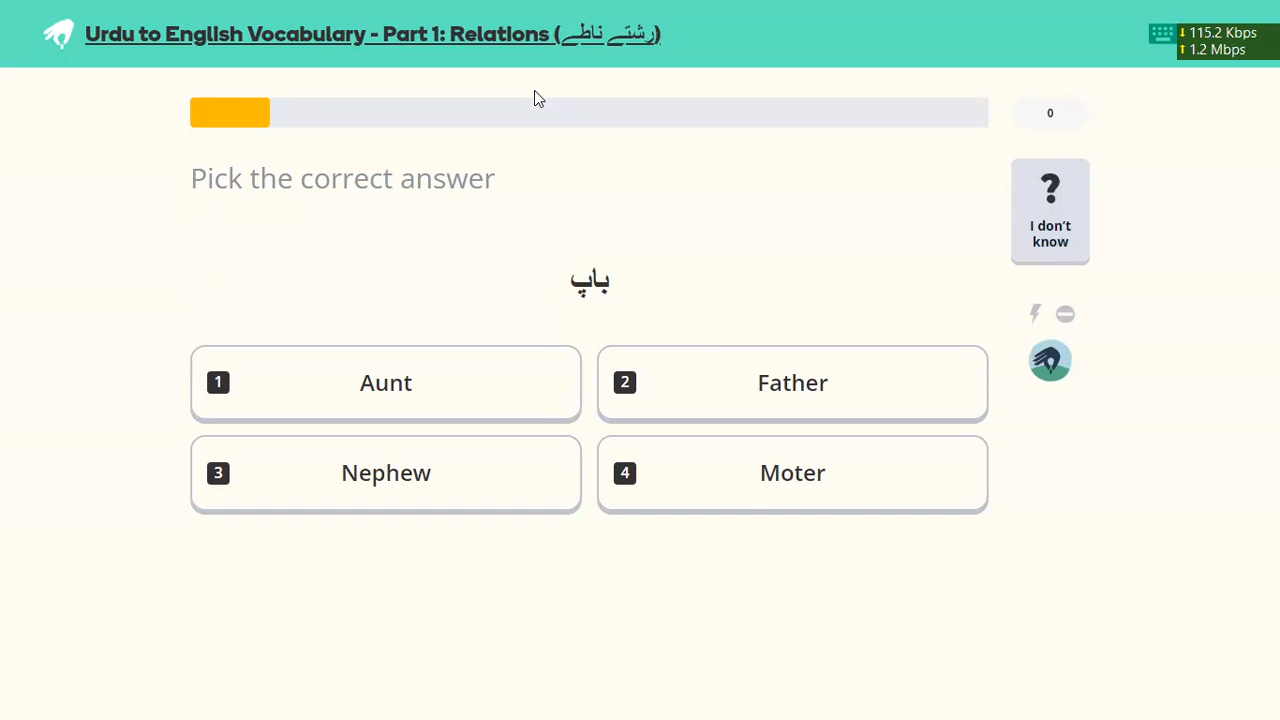 Urdu to English Vocabulary - Part 1: Relations (رشتے ناطے)
↓ 115.2 Kbps
↑ 1.2 Mbps
0
Pick the correct answer
? 
I don't
know
باپ
1 Aunt
2 Father
3 Nephew
4 Moter